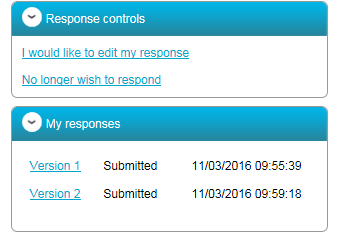 Response controls
I would like to edit my response
No longer wish to respond
My responses
Version 1 Submitted 11/03/2016 09:55:39
Version 2 Submitted 11/03/2016 09:59:18